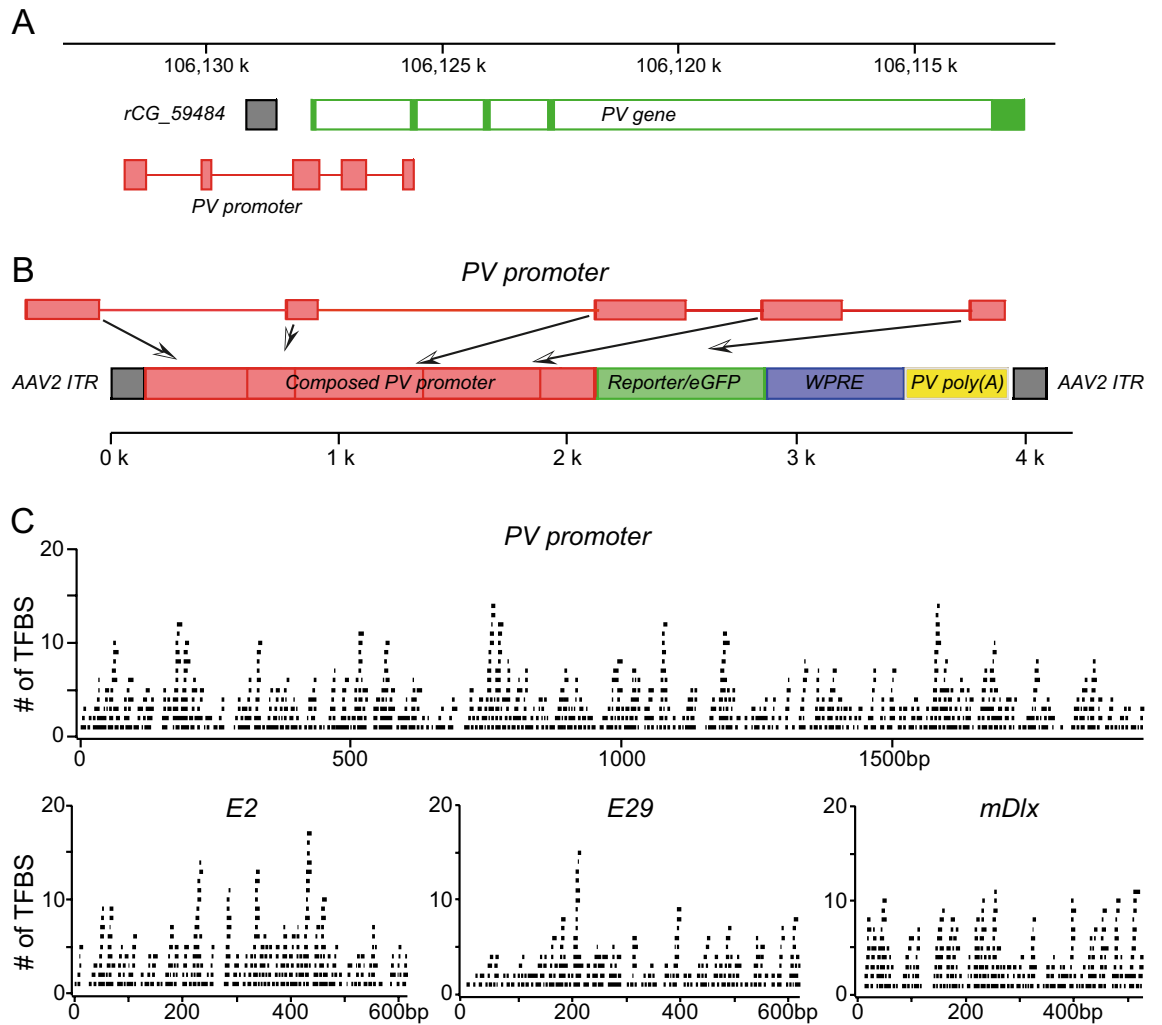 A
106,130 k 106,125 k 106,120 k 106,115 k
rCG_59484 PV gene
PV promoter
B
PV promoter
AAV2 ITR Composed PV promoter Reporter/eGFP WPRE PV poly(A) AAV2 ITR
0 k 1 k 2 k 3 k 4 k
C
PV promoter
# of TFBS
20
10
0
0 500 1000 1500bp
E2
# of TFBS
20
10
0
0 200 400 600bp
E29
20
10
0
0 200 400 600bp
mDlx
20
10
0
0 200 400bp